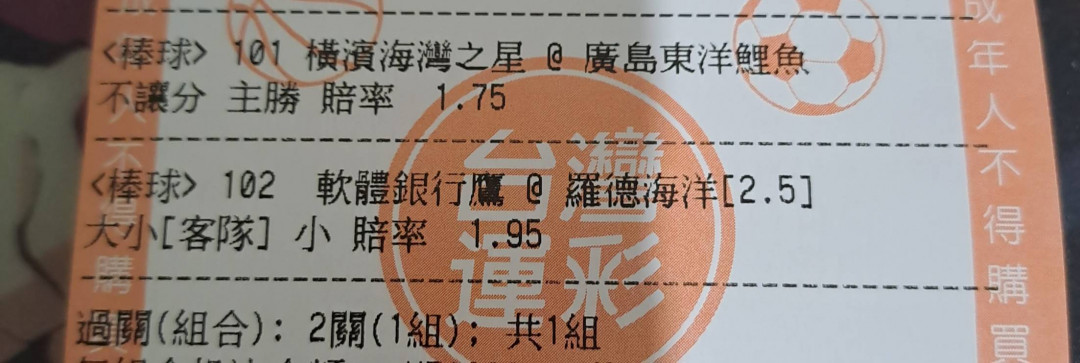 <棒球> 101 橫濱海灣之星 @ 廣島東洋鯉魚
不讓分 主勝 賠率 1.75
<棒球> 102 軟體銀行鷹 @ 羅德海洋[2.5]
大小[客隊] 小 賠率 1.95
過關(組合): 2關(1組); 共1組
台灣
運彩
成年人不得購買